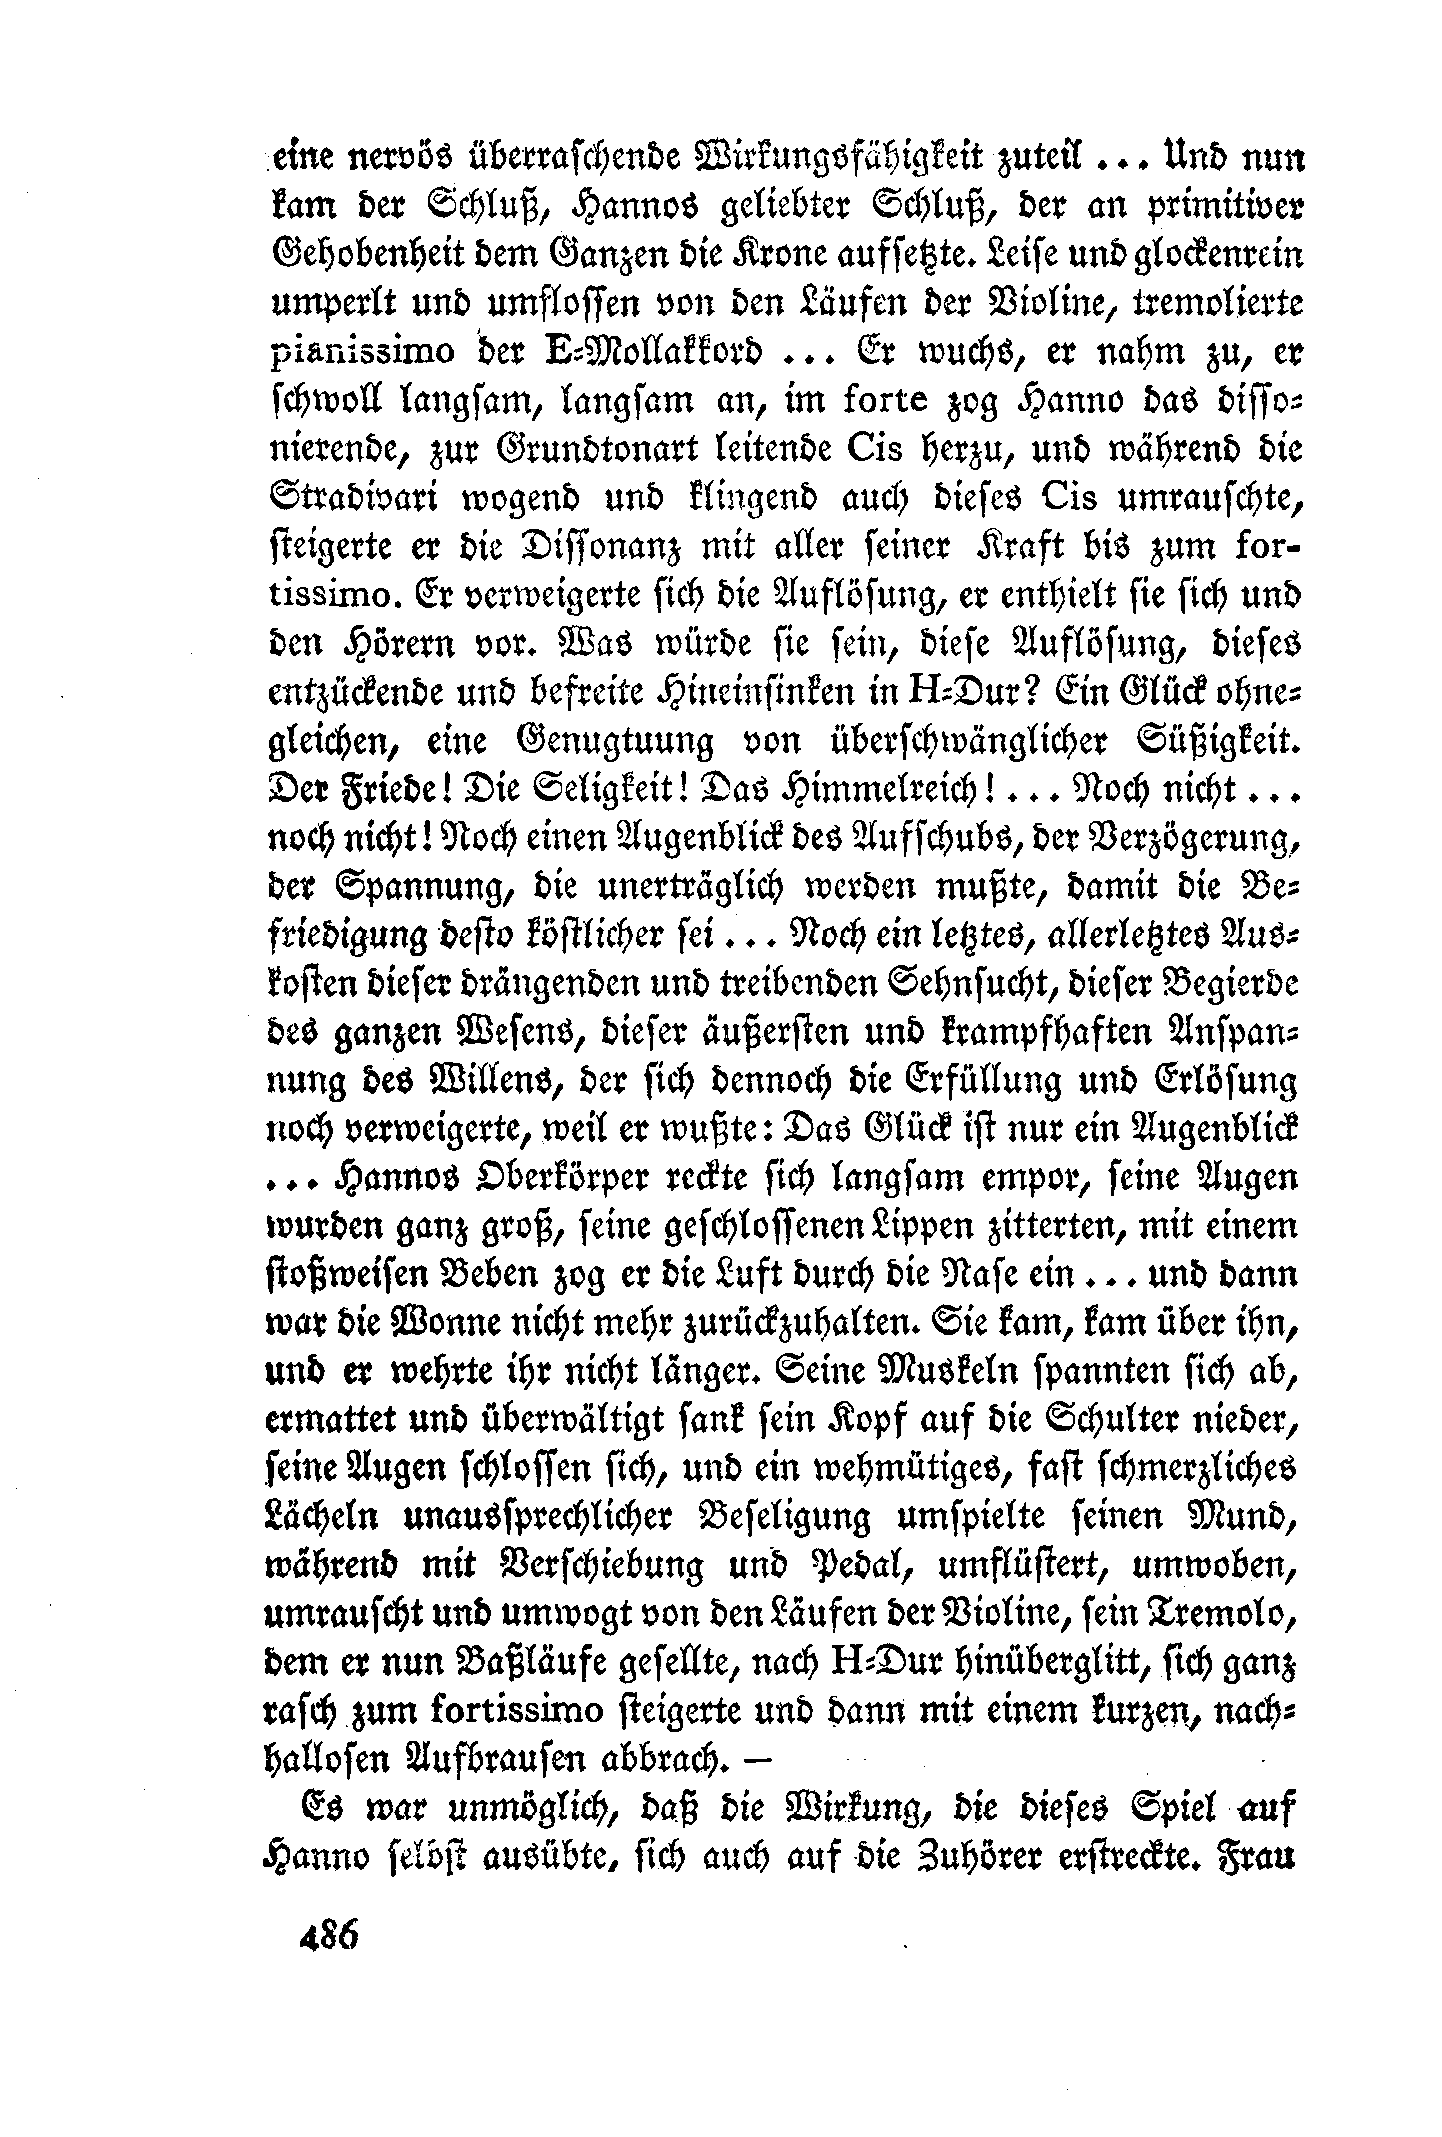 eine nervös überraschende Wirkungsfähigkeit zuteil ... Und nun
kam der Schluß, Hannos geliebter Schluß, der an primitiver
Gehobenheit dem Ganzen die Krone aufsetzte. Leise und glockenrein
umperlt und umflossen von den Läufen der Violine, tremolierte
pianissimo der E-Mollakkord ... Er wuchs, er nahm zu, er
schwoll langsam, langsam an, im forte zog Hanno das disso-
nierende, zur Grundtonart leitende Cis herzu, und während die
Stradivari wogend und klingend auch dieses Cis umrauschte,
steigerte er die Dissonanz mit aller seiner Kraft bis zum for-
tissimo. Er verweigerte sich die Auflösung, er enthielt sie sich und
den Hörern vor. Was würde sie sein, diese Auflösung, dieses
entzückende und befreite Hineinsinken in H-Dur? Ein Glück ohne-
gleichen, eine Genugtuung von überschwänglicher Süßigkeit.
Der Friede! Die Seligkeit! Das Himmelreich! ... Noch nicht ...
noch nicht! Noch einen Augenblick des Aufschubs, der Verzögerung,
der Spannung, die unerträglich werden mußte, damit die Be-
friedigung desto köstlicher sei ... Noch ein letztes, allerletztes Aus-
kosten dieser drängenden und treibenden Sehnsucht, dieser Begierde
des ganzen Wesens, dieser äußersten und krampfhaften Anspan-
nung des Willens, der sich dennoch die Erfüllung und Erlösung
noch verweigerte, weil er wußte: Das Glück ist nur ein Augenblick
... Hannos Oberkörper reckte sich langsam empor, seine Augen
wurden ganz groß, seine geschlossenen Lippen zitterten, mit einem
stoßweisen Beben zog er die Luft durch die Nase ein ... und dann
war die Wonne nicht mehr zurückzuhalten. Sie kam, kam über ihn,
und er wehrte ihr nicht länger. Seine Muskeln spannten sich ab,
ermattet und überwältigt sank sein Kopf auf die Schulter nieder,
seine Augen schlossen sich, und ein wehmütiges, fast schmerzliches
Lächeln unaussprechlicher Beseligung umspielte seinen Mund,
während mit Verschiebung und Pedal, umflüstert, umwoben,
umrauscht und umwogt von den Läufen der Violine, sein Tremolo,
dem er nun Baßläufe gesellte, nach H-Dur hinüberglitt, sich ganz
rasch zum fortissimo steigerte und dann mit einem kurzen, nach-
hallosen Aufbrausen abbrach. —
Es war unmöglich, daß die Wirkung, die dieses Spiel auf
Hanno selbst ausübte, sich auch auf die Zuhörer erstreckte. Frau
486